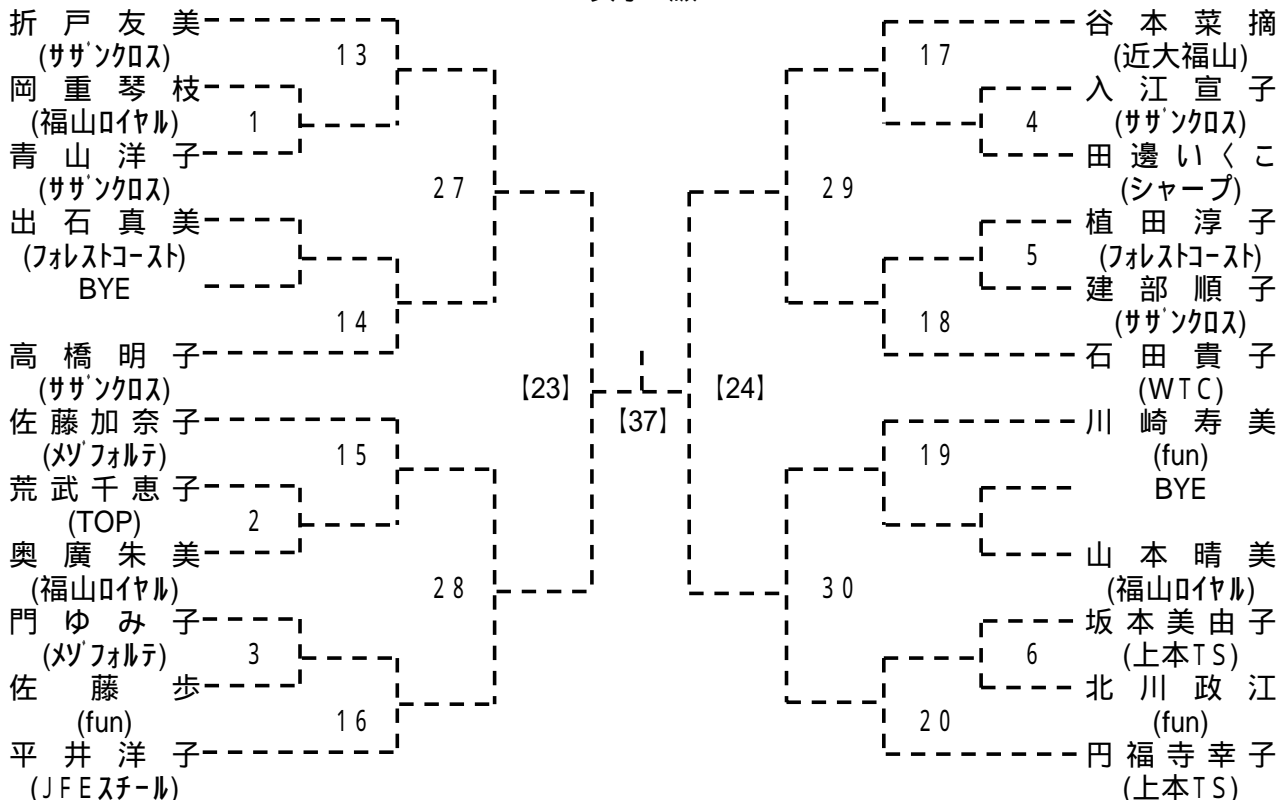 折戸友美
(ｻｻﾞﾝｸﾛｽ)
13
岡重琴枝
(福山ﾛｲﾔﾙ)
1
青山洋子
(ｻｻﾞﾝｸﾛｽ)
27
出石真美
(ﾌｫﾚｽﾄｺｰｽﾄ)
BYE
14
高橋明子
(ｻｻﾞﾝｸﾛｽ)
【23】
佐藤加奈子
(ﾒｿﾞﾌｫﾙﾃ)
15
荒武千恵子
(TOP)
2
奥廣朱美
(福山ﾛｲﾔﾙ)
28
門ゆみ子
(ﾒｿﾞﾌｫﾙﾃ)
3
佐藤歩
(fun)
16
平井洋子
(JFEｽﾁｰﾙ)
【37】
谷本菜摘
(近大福山)
17
入江宣子
(ｻｻﾞﾝｸﾛｽ)
4
田邊いくこ
(シャープ)
29
植田淳子
(ﾌｫﾚｽﾄｺｰｽﾄ)
5
建部順子
(ｻｻﾞﾝｸﾛｽ)
18
石田貴子
(WTC)
【24】
川崎寿美
(fun)
19
BYE
山本晴美
(福山ﾛｲﾔﾙ)
30
坂本美由子
(上本TS)
6
北川政江
(fun)
20
円福寺幸子
(上本TS)